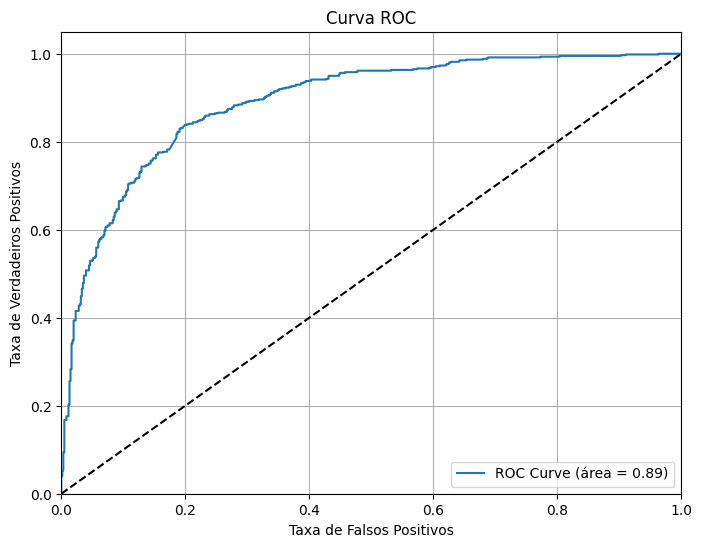 Curva ROC
1.0
0.8
0.6
0.4
0.2
0.0
Taxa de Verdadeiros Positivos
ROC Curve (área = 0.89)
0.0 0.2 0.4 0.6 0.8 1.0
Taxa de Falsos Positivos